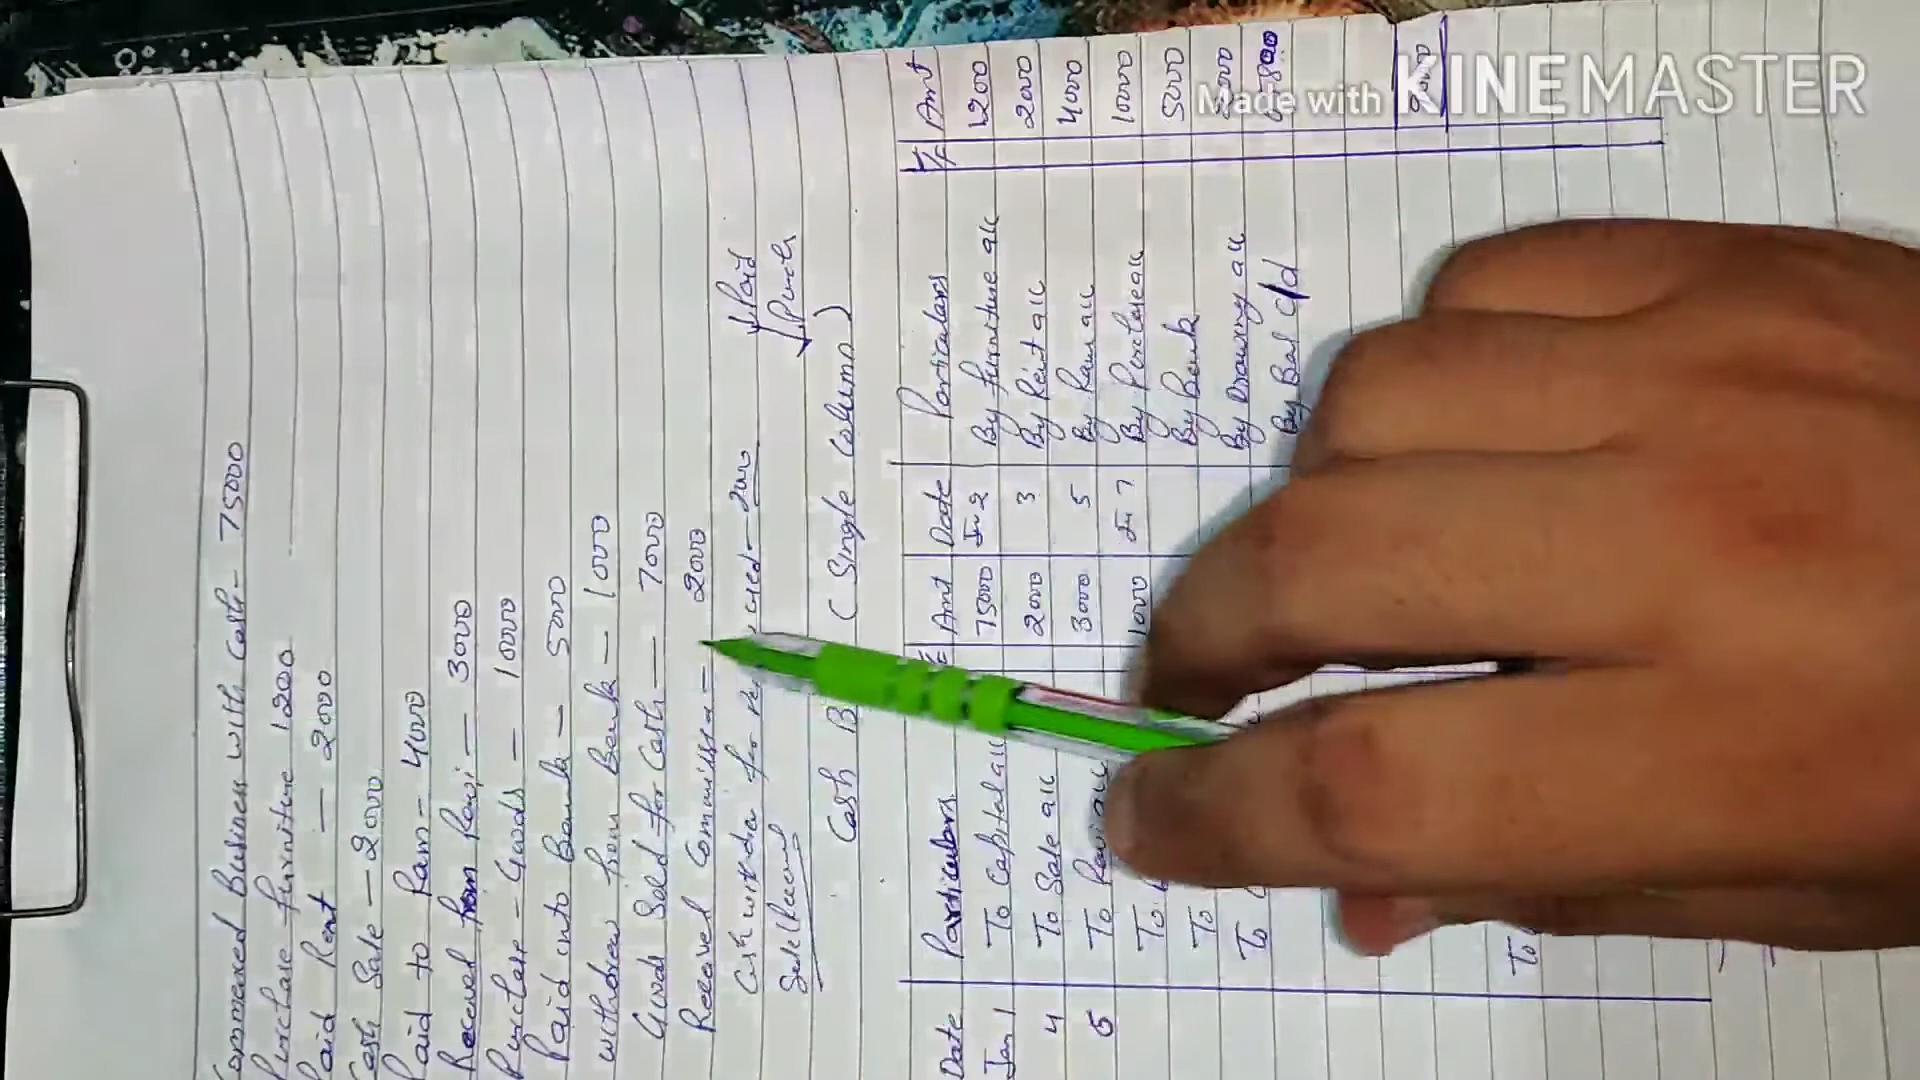 Commenced Business with Cash - 75000
Purchase furniture 1200
Paid Rent — 2000
Cash Sale — 2000
Paid to Ram - 4000
Received from Ravi — 3000
Purchase - Goods — 10000
Paid into Bank — 5000
withdrew from Bank — 1000
Goods Sold for Cash — 7000
Received Commission — 2000
Cash withdrew for
Paid
Cash B (Single Column)
Date Particulars Amt Date Particulars Amt
Jan 1 To Capital a/c 75000 Jan 2 By furniture a/c 1200
4 To Sale a/c 2000 3 By Rent a/c 2000
5 To Ravi a/c 3000 5 By Ram a/c 4000
To 1000 Jan 7 By Purchase a/c 10000
To By Bank 5000
To By Drawing a/c
By Bal c/d
To
Made with KINEMASTER